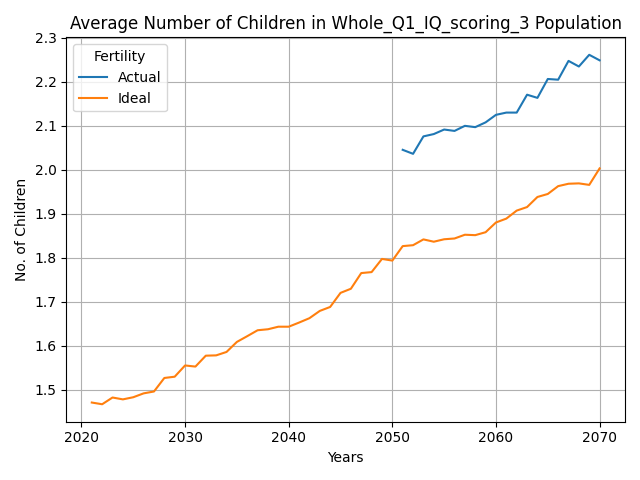 Average Number of Children in Whole_Q1_IQ_scoring_3 Population
Fertility
Actual
Ideal
No. of Children
2.3
2.2
2.1
2.0
1.9
1.8
1.7
1.6
1.5
2020 2030 2040 2050 2060 2070
Years